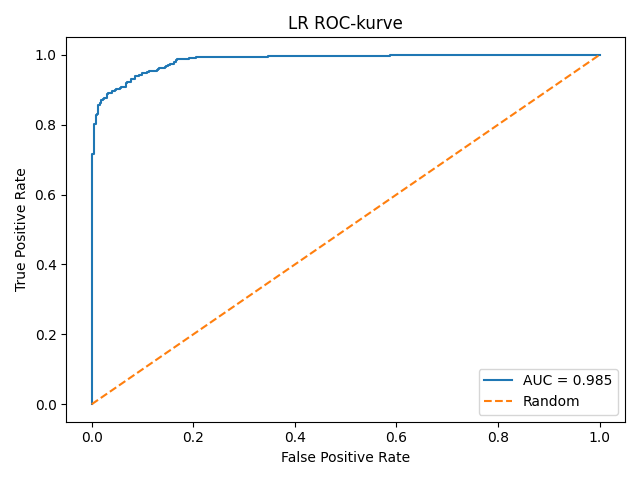 LR ROC-kurve
1.0
0.8
0.6
0.4
0.2
0.0
True Positive Rate
0.0 0.2 0.4 0.6 0.8 1.0
False Positive Rate
AUC = 0.985
Random